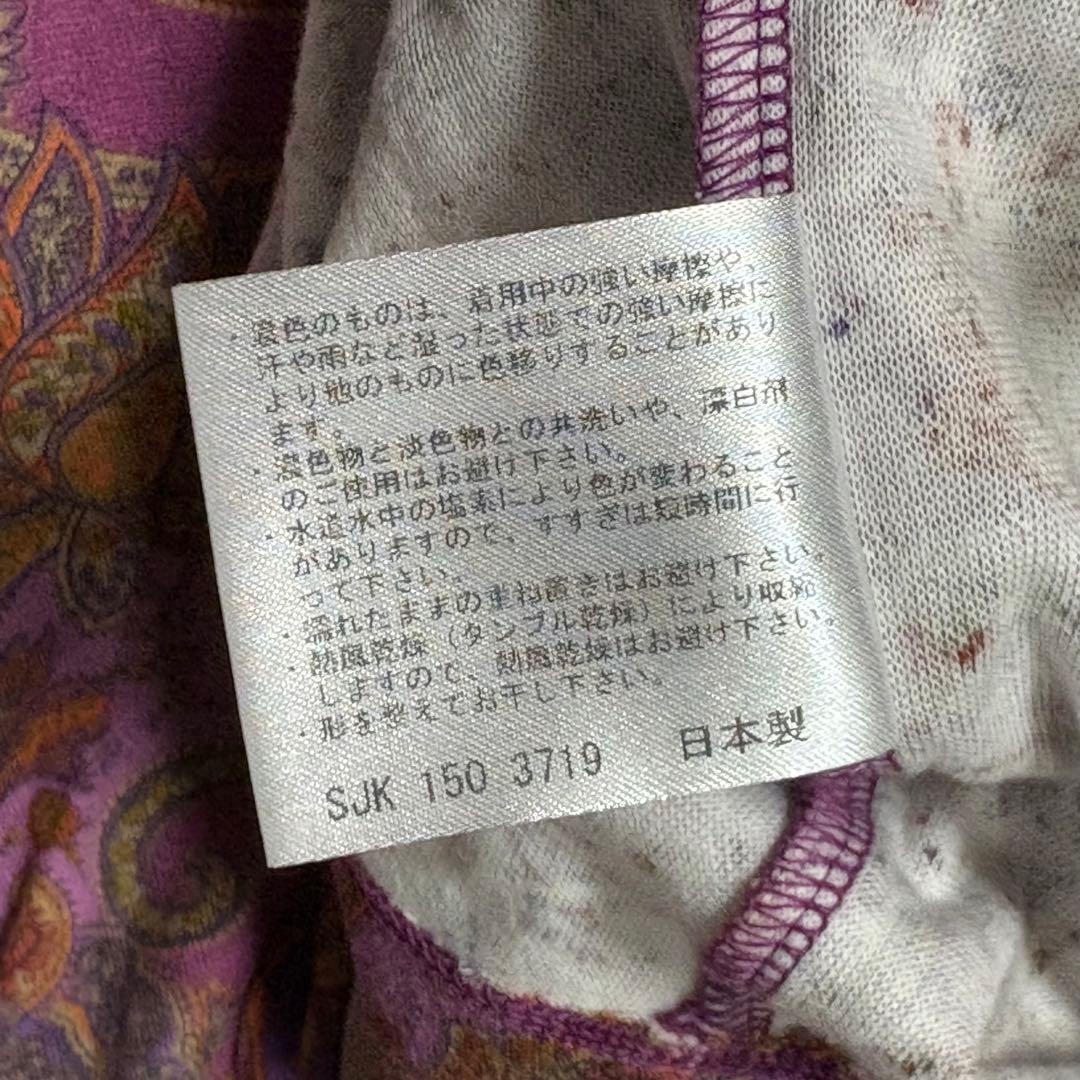 ・濃色のものは、着用中の強い摩擦や、
汗や雨など湿った状態での強い摩擦に
より他のものに色移りすることがあり
ます。
・濃色物と淡色物との共洗いや、漂白剤
のご使用はお避け下さい。
・水道水中の塩素により色が変わること
がありますので、すすぎは短時間に行
って下さい。
・濡れたままの重ね置きはお避け下さい。
・熱風乾燥(タンブル乾燥)により収縮
しますので、熱風乾燥はお避け下さい。
・形を整えてお干し下さい。
SJK 150 3719 日本製